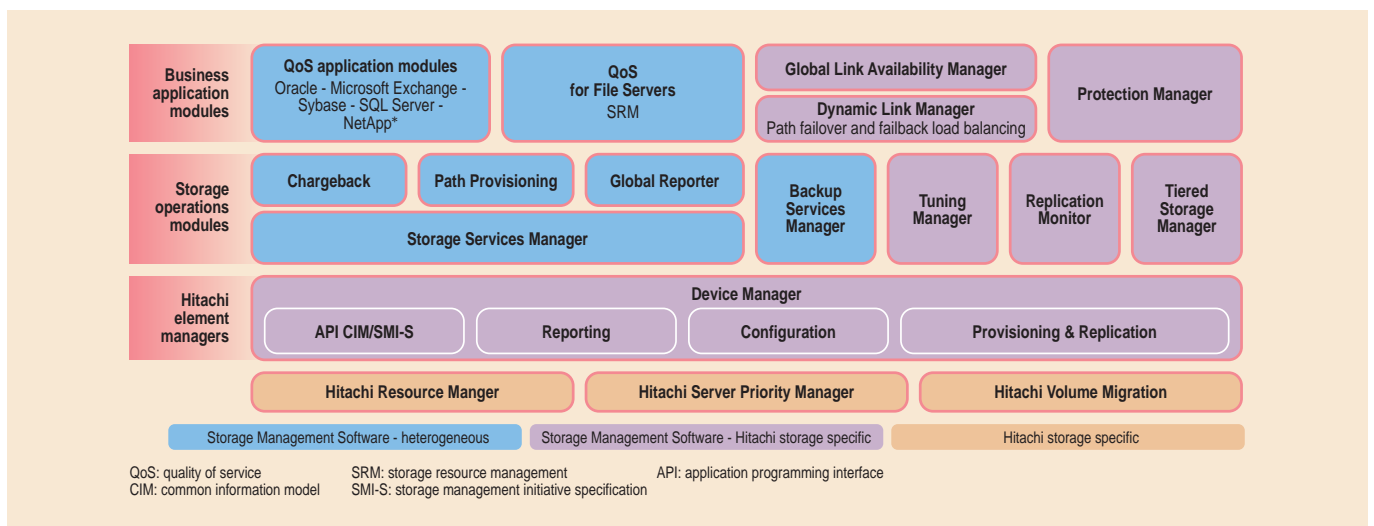 Business
application
modules
QoS application modules
Oracle - Microsoft Exchange -
Sybase - SQL Server -
NetApp*
QoS
for File Servers
SRM
Global Link Availability Manager
Dynamic Link Manager
Path failover and failback load balancing
Protection Manager
Storage
operations
modules
Chargeback
Path Provisioning
Global Reporter
Storage Services Manager
Backup
Services
Manager
Tuning
Manager
Replication
Monitor
Tiered
Storage
Manager
Hitachi
element
managers
Device Manager
API CIM/SMI-S
Reporting
Configuration
Provisioning & Replication
Hitachi Resource Manger
Hitachi Server Priority Manager
Hitachi Volume Migration
Storage Management Software - heterogeneous
Storage Management Software - Hitachi storage specific
Hitachi storage specific
QoS: quality of service
SRM: storage resource management
API: application programming interface
CIM: common information model
SMI-S: storage management initiative specification